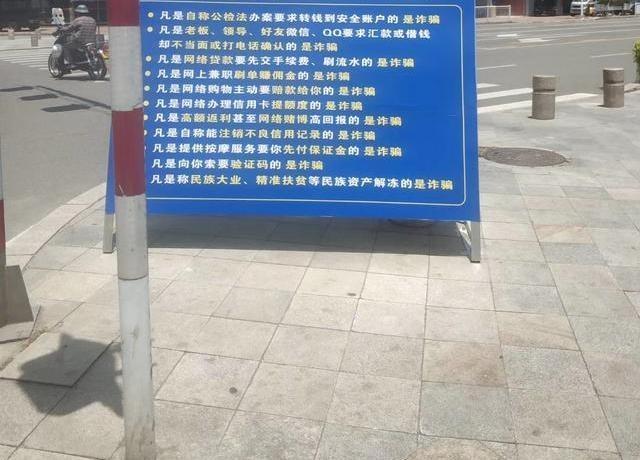 凡是自称公检法办案要求转钱到安全账户的是诈骗
凡是老板、领导、好友微信、QQ要求汇款或借钱
却不当面或打电话确认的是诈骗
凡是网络贷款要先交手续费、刷流水的是诈骗
凡是网上兼职刷单赚佣金的是诈骗
凡是网络购物主动要赔款给你的是诈骗
凡是网络办理信用卡提额度的是诈骗
凡是高额返利甚至网络赌博高回报的是诈骗
凡是自称能注销不良信用记录的是诈骗
凡是提供按摩服务要你先付保证金的是诈骗
凡是向你索要验证码的是诈骗
凡是称民族大业、精准扶贫等民族资产解冻的是诈骗